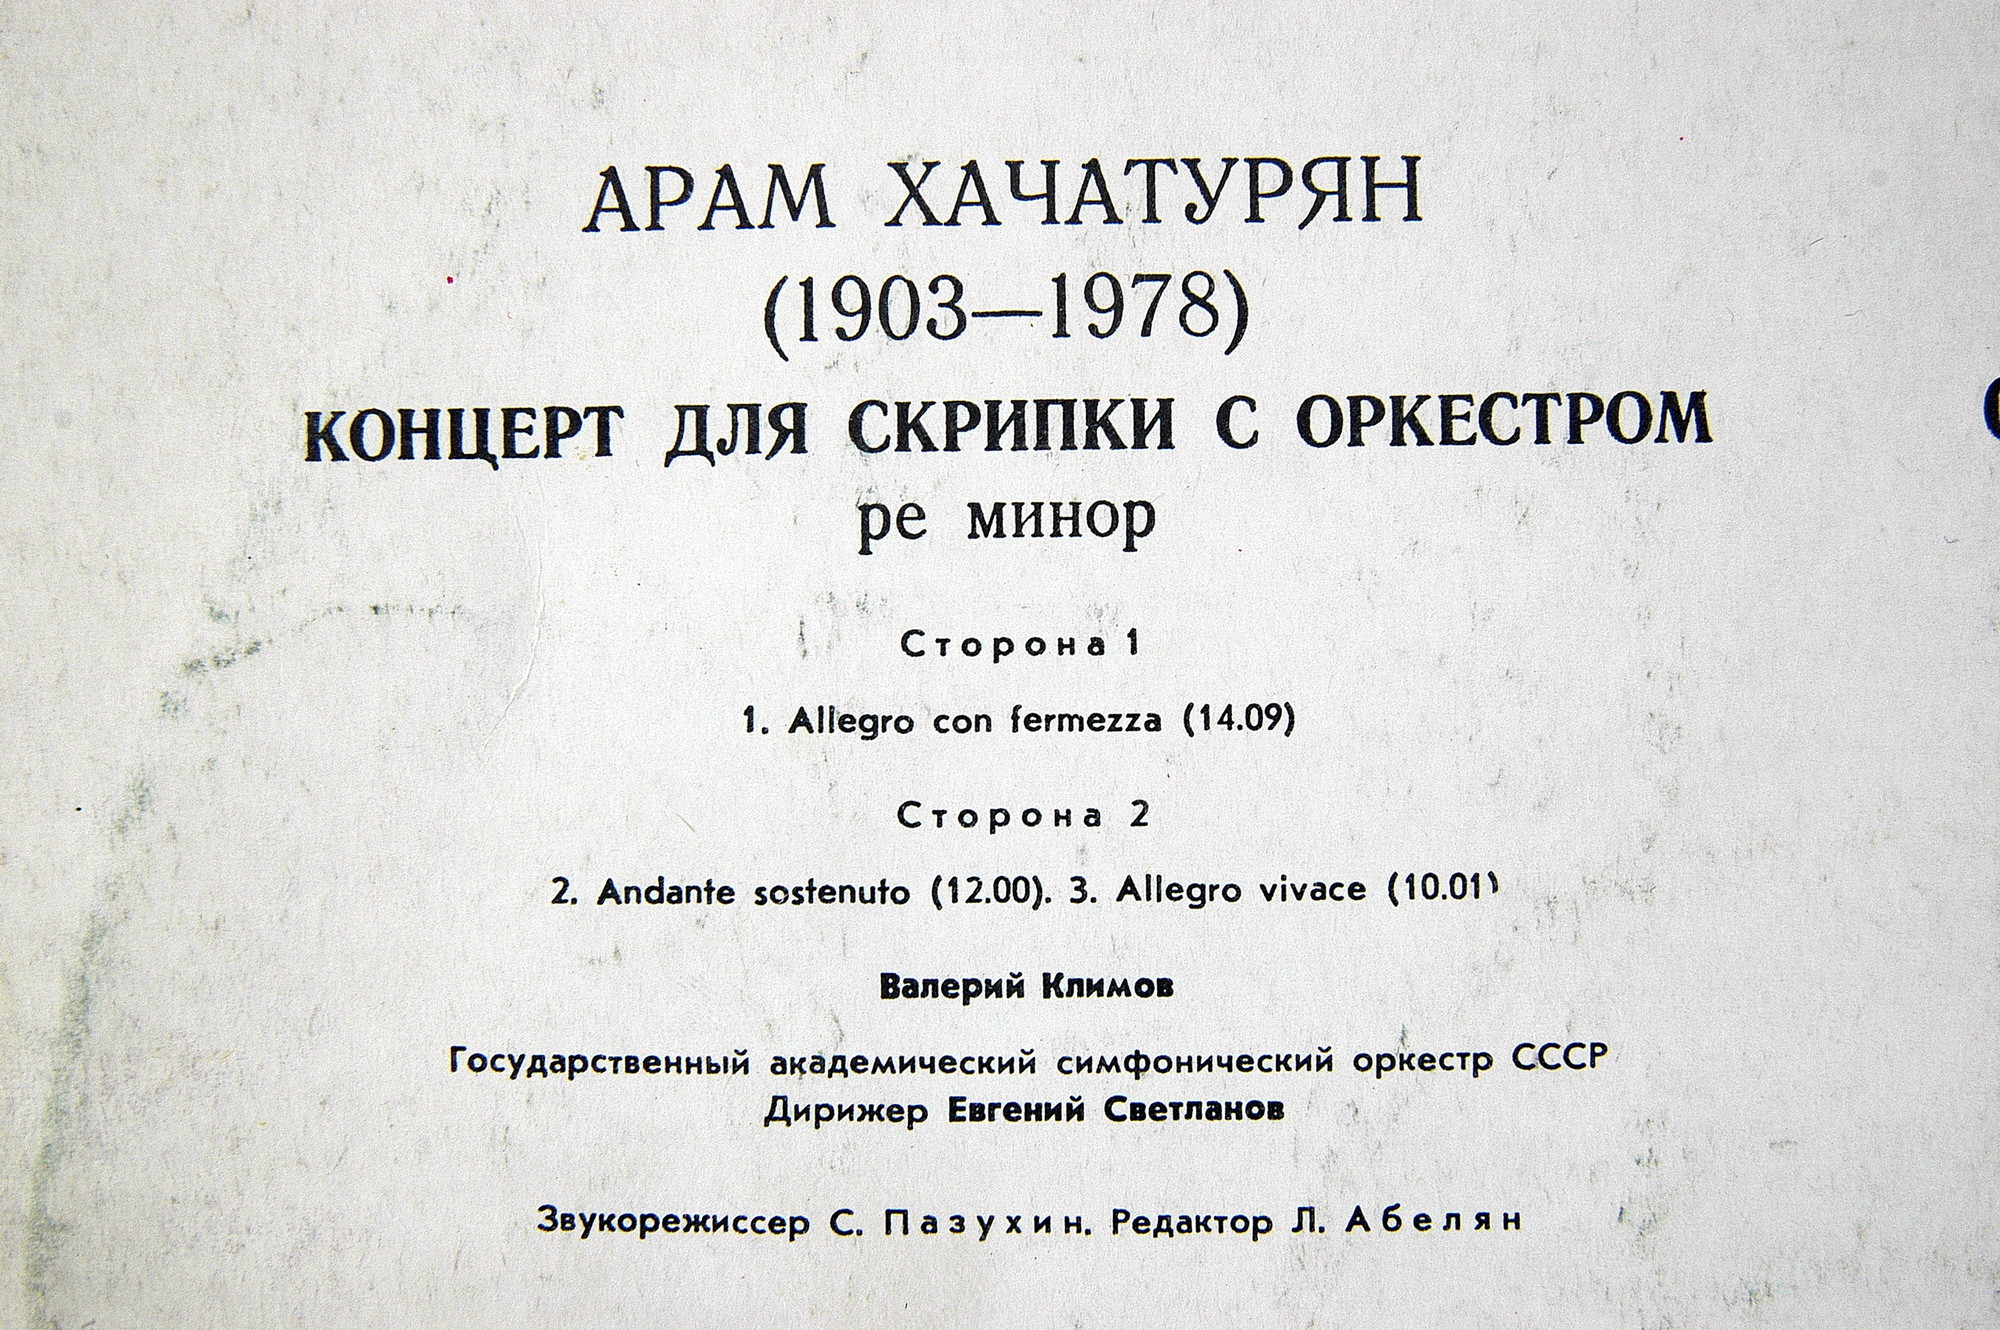 АРАМ ХАЧАТУРЯН
(1903—1978)
КОНЦЕРТ ДЛЯ СКРИПКИ С ОРКЕСТРОМ
ре минор
Сторона 1
1. Allegro con fermezza (14.09)
Сторона 2
2. Andante sostenuto (12.00). 3. Allegro vivace (10.01)
Валерий Климов
Государственный академический симфонический оркестр СССР
Дирижер Евгений Светланов
Звукорежиссер С. Пазухин. Редактор Л. Абелян